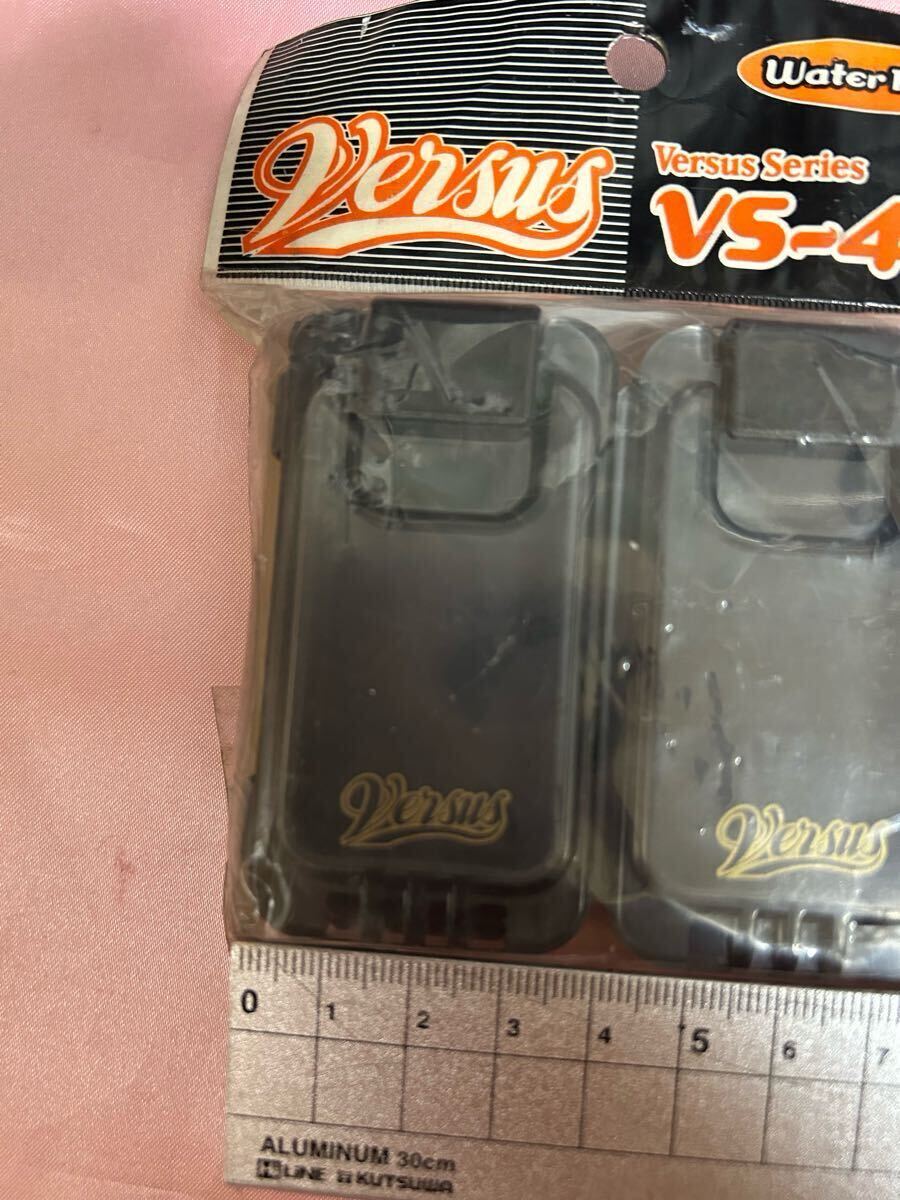 Versus
Water
Versus Series
VS-4
Versus
Versus
0 1 2 3 4 5 6 7
ALUMINUM 30cm
LINE KUTSUWA